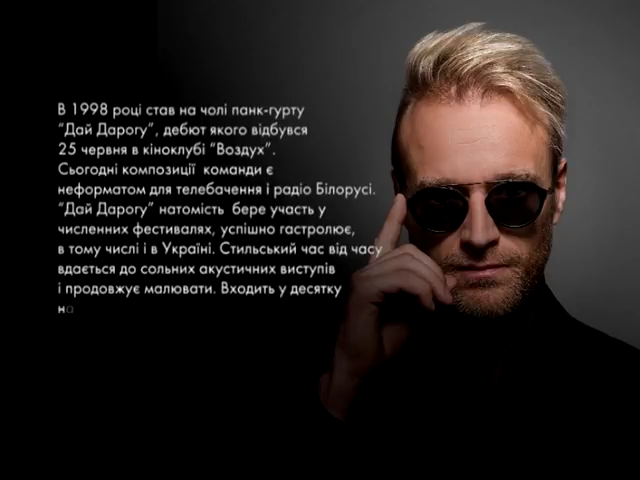 В 1998 році став на чолі панк-гурту
“Дай Дарогу”, дебют якого відбувся
25 червня в кіноклубі “Воздух”.
Сьогодні композиції команди є
неформатом для телебачення і радіо Білорусі.
“Дай Дарогу” натомість бере участь у
численних фестивалях, успішно гастролює,
в тому числі і в Україні. Стильський час від часу
вдається до сольних акустичних виступів
і продовжує малювати. Входить у десятку
на